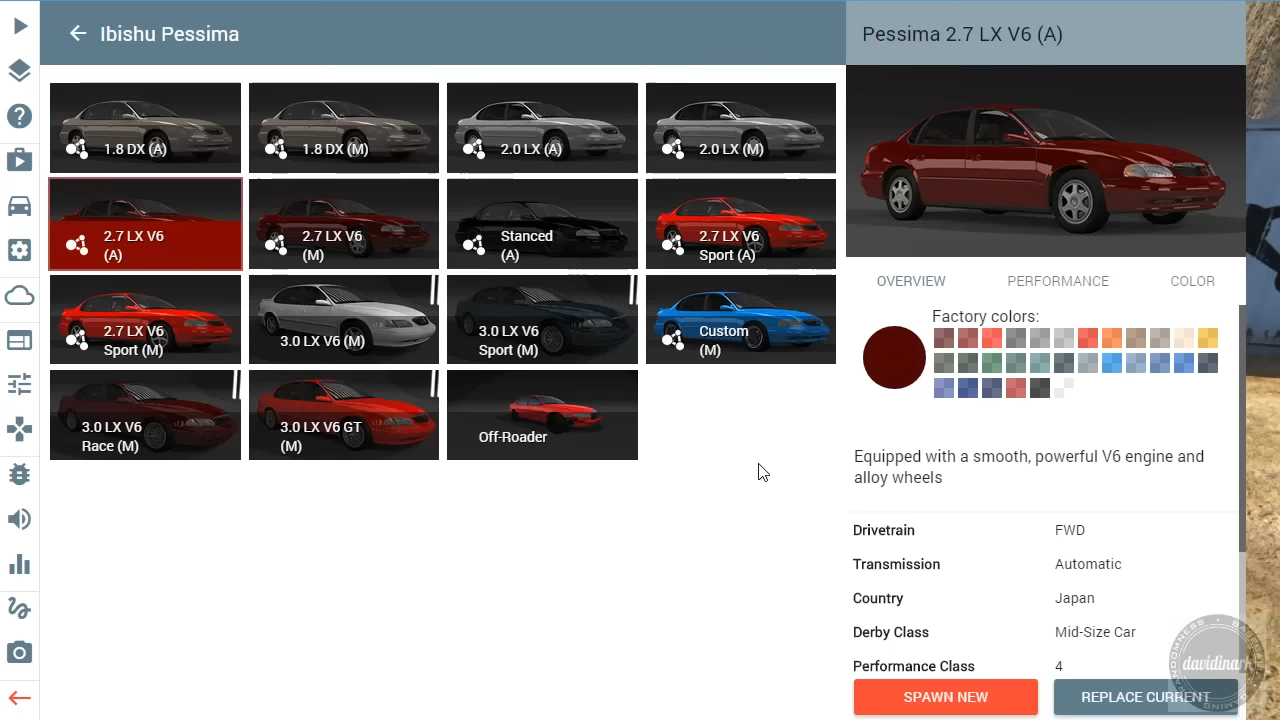 Ibishu Pessima
Pessima 2.7 LX V6 (A)
1.8 DX (A)
1.8 DX (M)
2.0 LX (A)
2.0 LX (M)
2.7 LX V6
(A)
2.7 LX V6
(M)
Stanced
(A)
2.7 LX V6
Sport (A)
2.7 LX V6
Sport (M)
3.0 LX V6 (M)
3.0 LX V6
Sport (M)
Custom
(M)
3.0 LX V6
Race (M)
3.0 LX V6 GT
(M)
Off-Roader
OVERVIEW
PERFORMANCE
COLOR
Factory colors:
Equipped with a smooth, powerful V6 engine and
alloy wheels
Drivetrain FWD
Transmission Automatic
Country Japan
Derby Class Mid-Size Car
Performance Class 4
SPAWN NEW
REPLACE CURRENT
RANDOMNESS
BASEBALL
GAMING